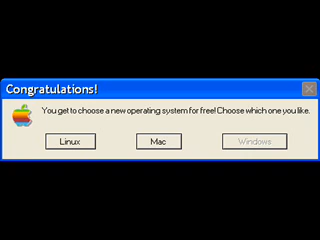 Congratulations!
You get to choose a new operating system for free! Choose which one you like.
Linux Mac Windows